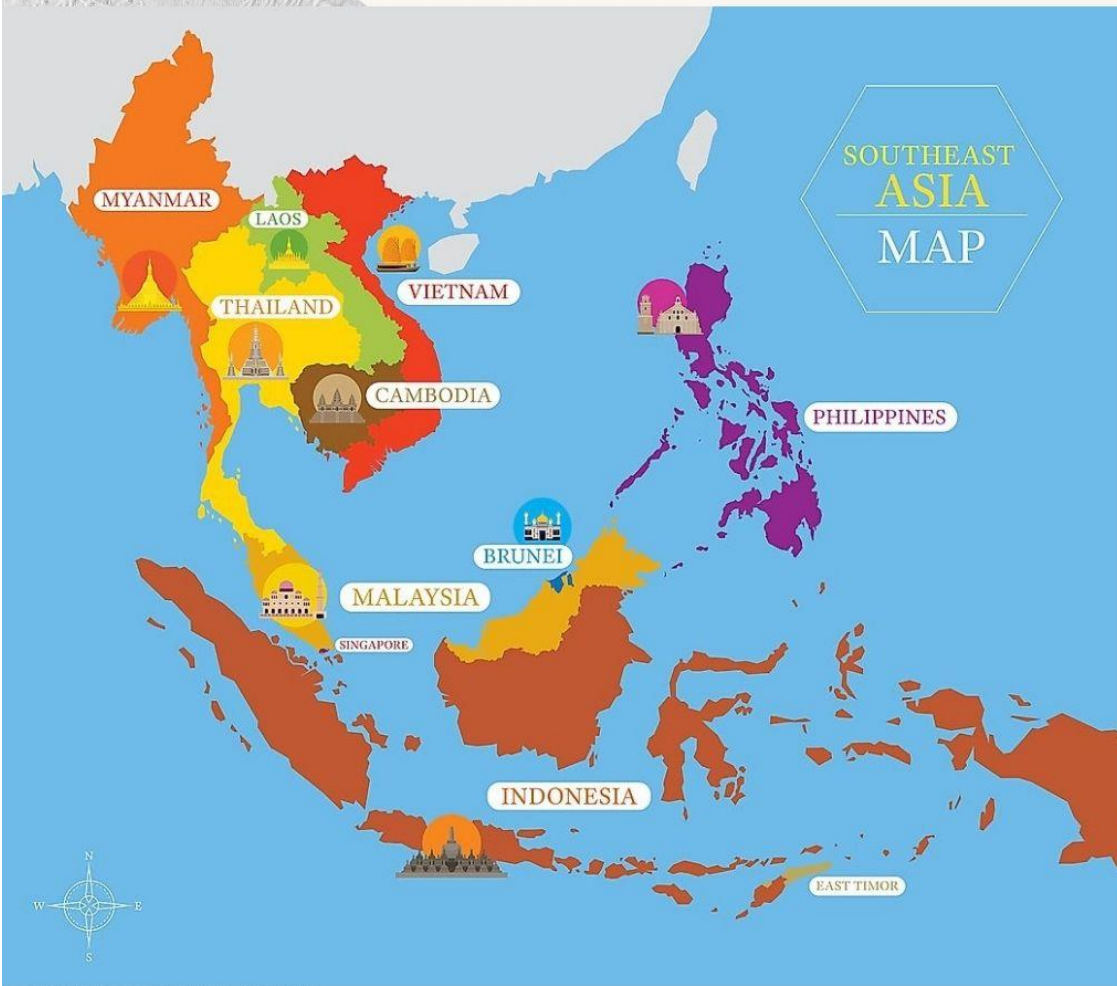 SOUTHEAST
ASIA
MAP
MYANMAR
LAOS
VIETNAM
THAILAND
CAMBODIA
PHILIPPINES
BRUNEI
MALAYSIA
SINGAPORE
INDONESIA
EAST TIMOR
N
W E
S